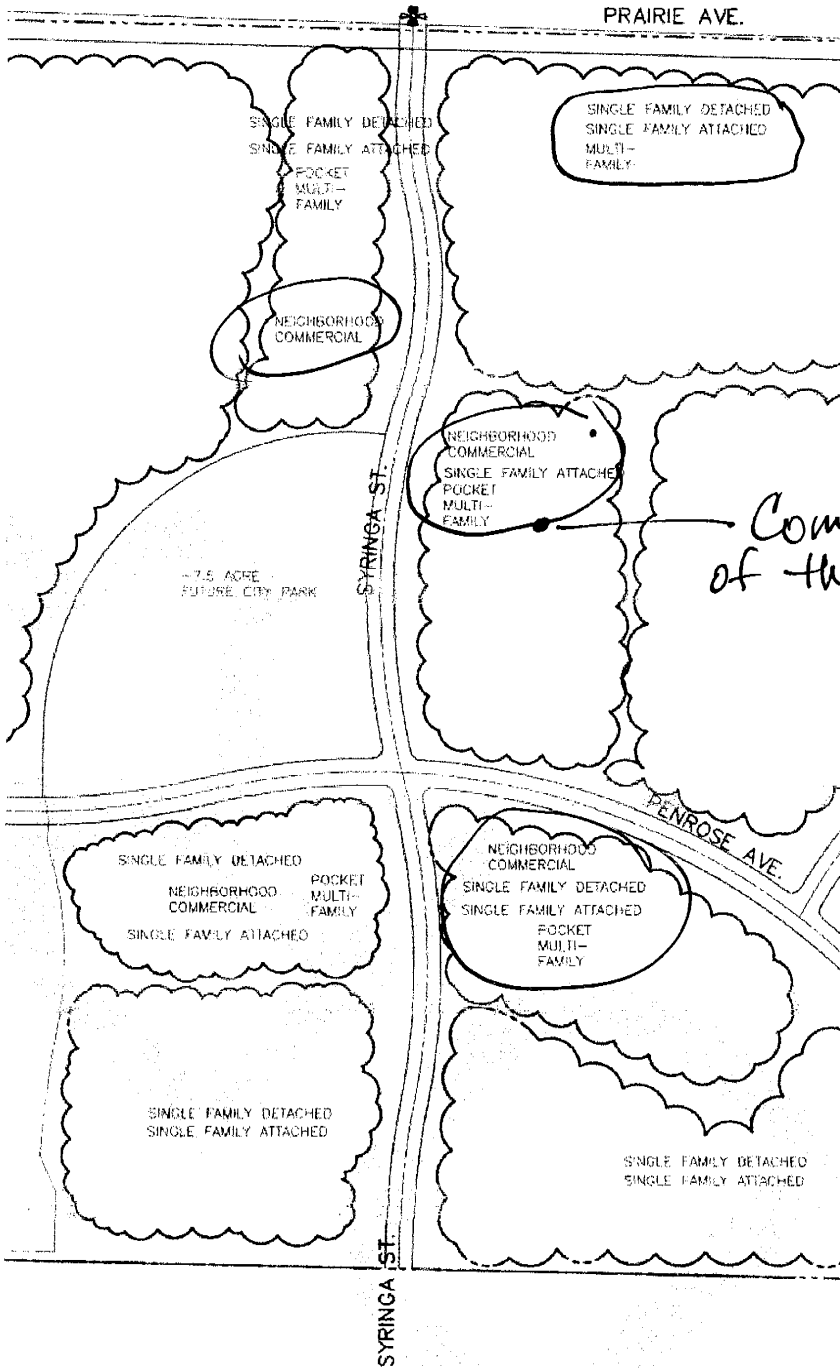 PRAIRIE AVE.
SINGLE FAMILY DETACHED
SINGLE FAMILY ATTACHED
POCKET
MULTI-
FAMILY
SINGLE FAMILY DETACHED
SINGLE FAMILY ATTACHED
MULTI-
FAMILY
NEIGHBORHOOD
COMMERCIAL
NEIGHBORHOOD
COMMERCIAL
SINGLE FAMILY ATTACHE
POCKET
MULTI-
FAMILY
SYRINGA ST.
Com
of th
~7.5 ACRE
FUTURE CITY PARK
PENROSE AVE.
SINGLE FAMILY DETACHED
NEIGHBORHOOD
COMMERCIAL
POCKET
MULTI-
FAMILY
SINGLE FAMILY ATTACHED
NEIGHBORHOOD
COMMERCIAL
SINGLE FAMILY DETACHED
SINGLE FAMILY ATTACHED
POCKET
MULTI-
FAMILY
SINGLE FAMILY DETACHED
SINGLE FAMILY ATTACHED
SINGLE FAMILY DETACHED
SINGLE FAMILY ATTACHED
SYRINGA ST.